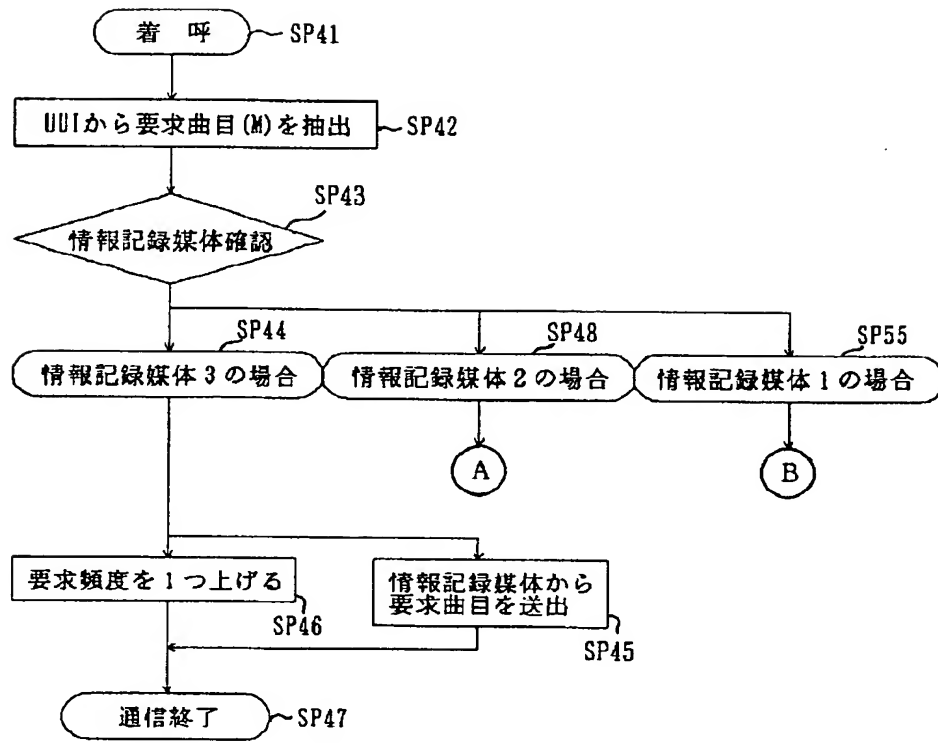 着呼
SP41
UUIから要求曲目(M)を抽出
SP42
SP43
情報記録媒体確認
SP44
SP48
SP55
情報記録媒体3の場合
情報記録媒体2の場合
情報記録媒体1の場合
A
B
要求頻度を1つ上げる
SP46
情報記録媒体から
要求曲目を送出
SP45
通信終了
SP47